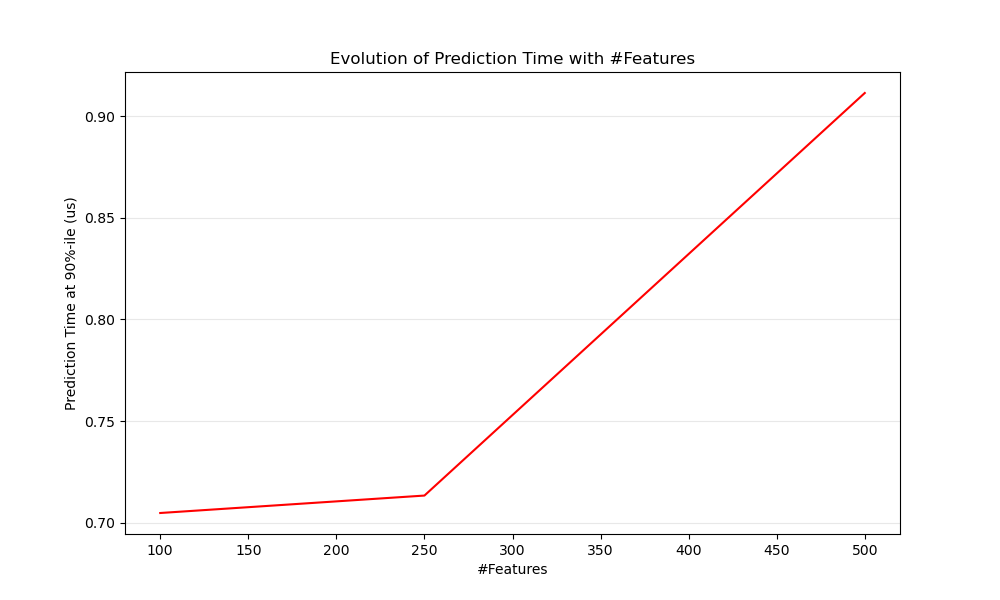 Evolution of Prediction Time with #Features
Prediction Time at 90%-ile (us)
0.90
0.85
0.80
0.75
0.70
100 150 200 250 300 350 400 450 500
#Features